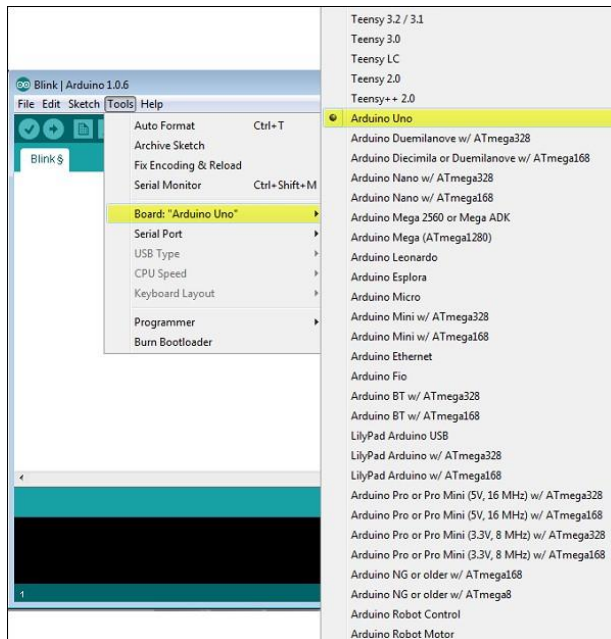 Blink | Arduino 1.0.6
File Edit Sketch Tools Help
Blink §
Auto Format Ctrl+T
Archive Sketch
Fix Encoding & Reload
Serial Monitor Ctrl+Shift+M
Board: "Arduino Uno"
Serial Port
USB Type
CPU Speed
Keyboard Layout
Programmer
Burn Bootloader
1
Teensy 3.2 / 3.1
Teensy 3.0
Teensy LC
Teensy 2.0
Teensy++ 2.0
Arduino Uno
Arduino Duemilanove w/ ATmega328
Arduino Diecimila or Duemilanove w/ ATmega168
Arduino Nano w/ ATmega328
Arduino Nano w/ ATmega168
Arduino Mega 2560 or Mega ADK
Arduino Mega (ATmega1280)
Arduino Leonardo
Arduino Esplora
Arduino Micro
Arduino Mini w/ ATmega328
Arduino Mini w/ ATmega168
Arduino Ethernet
Arduino Fio
Arduino BT w/ ATmega328
Arduino BT w/ ATmega168
LilyPad Arduino USB
LilyPad Arduino w/ ATmega328
LilyPad Arduino w/ ATmega168
Arduino Pro or Pro Mini (5V, 16 MHz) w/ ATmega328
Arduino Pro or Pro Mini (5V, 16 MHz) w/ ATmega168
Arduino Pro or Pro Mini (3.3V, 8 MHz) w/ ATmega328
Arduino Pro or Pro Mini (3.3V, 8 MHz) w/ ATmega168
Arduino NG or older w/ ATmega168
Arduino NG or older w/ ATmega8
Arduino Robot Control
Arduino Robot Motor